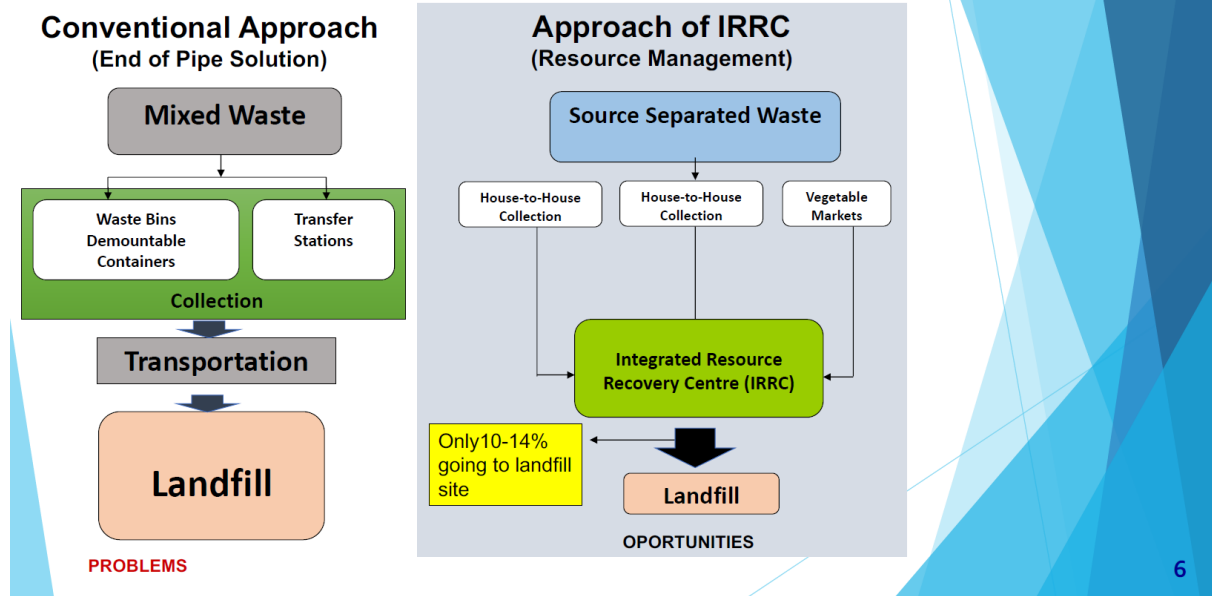 Conventional Approach
(End of Pipe Solution)
Mixed Waste
Waste Bins
Demountable
Containers
Transfer
Stations
Collection
Transportation
Landfill
PROBLEMS
Approach of IRRC
(Resource Management)
Source Separated Waste
House-to-House
Collection
House-to-House
Collection
Vegetable
Markets
Integrated Resource
Recovery Centre (IRRC)
Only10-14%
going to landfill
site
Landfill
OPORTUNITIES
6